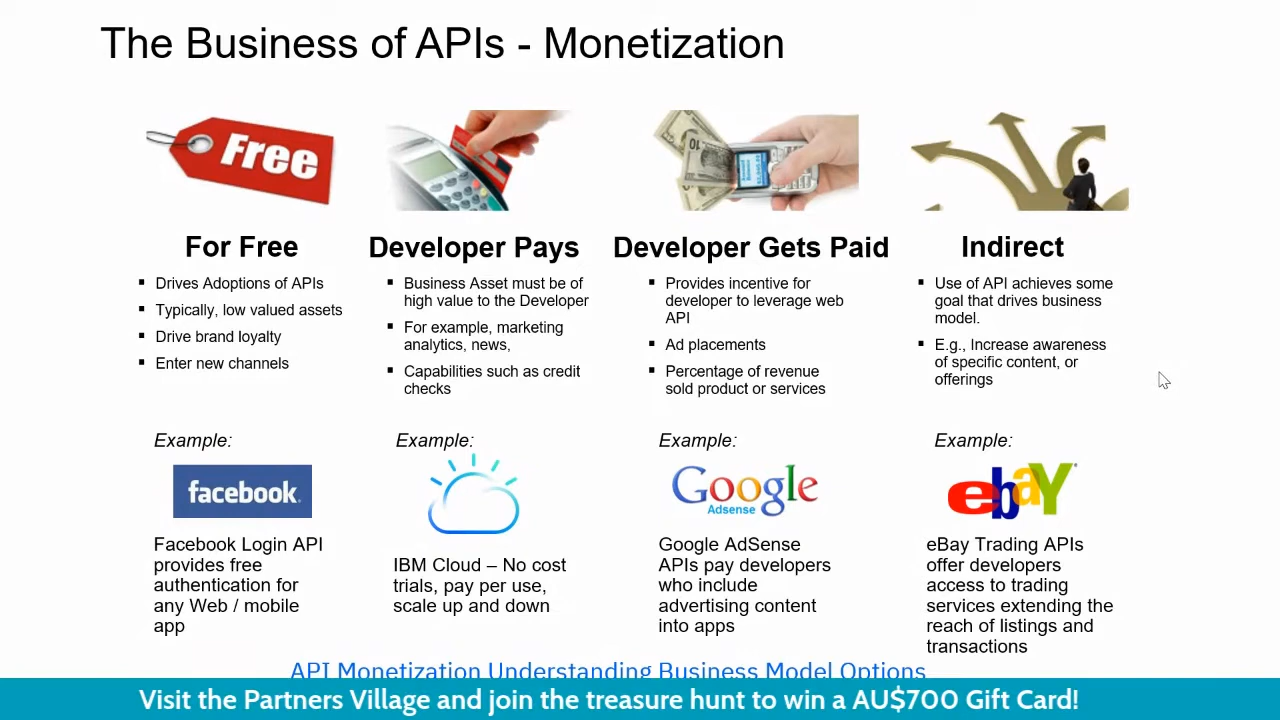 The Business of APIs - Monetization
Free
10
For Free
Drives Adoptions of APIs
Typically, low valued assets
Drive brand loyalty
Enter new channels
Developer Pays
Business Asset must be of
high value to the Developer
For example, marketing
analytics, news,
Capabilities such as credit
checks
Developer Gets Paid
Provides incentive for
developer to leverage web
API
Ad placements
Percentage of revenue
sold product or services
Indirect
Use of API achieves some
goal that drives business
model.
E.g., Increase awareness
of specific content, or
offerings
Example:
facebook.
Facebook Login API
provides free
authentication for
any Web / mobile
app
Example:
IBM Cloud – No cost
trials, pay per use,
scale up and down
Example:
Google
Adsense
Google AdSense
APIs pay developers
who include
advertising content
into apps
Example:
ebaY
eBay Trading APIs
offer developers
access to trading
services extending the
reach of listings and
transactions
API Monetization Understanding Business Model Options
Visit the Partners Village and join the treasure hunt to win a AU$700 Gift Card!